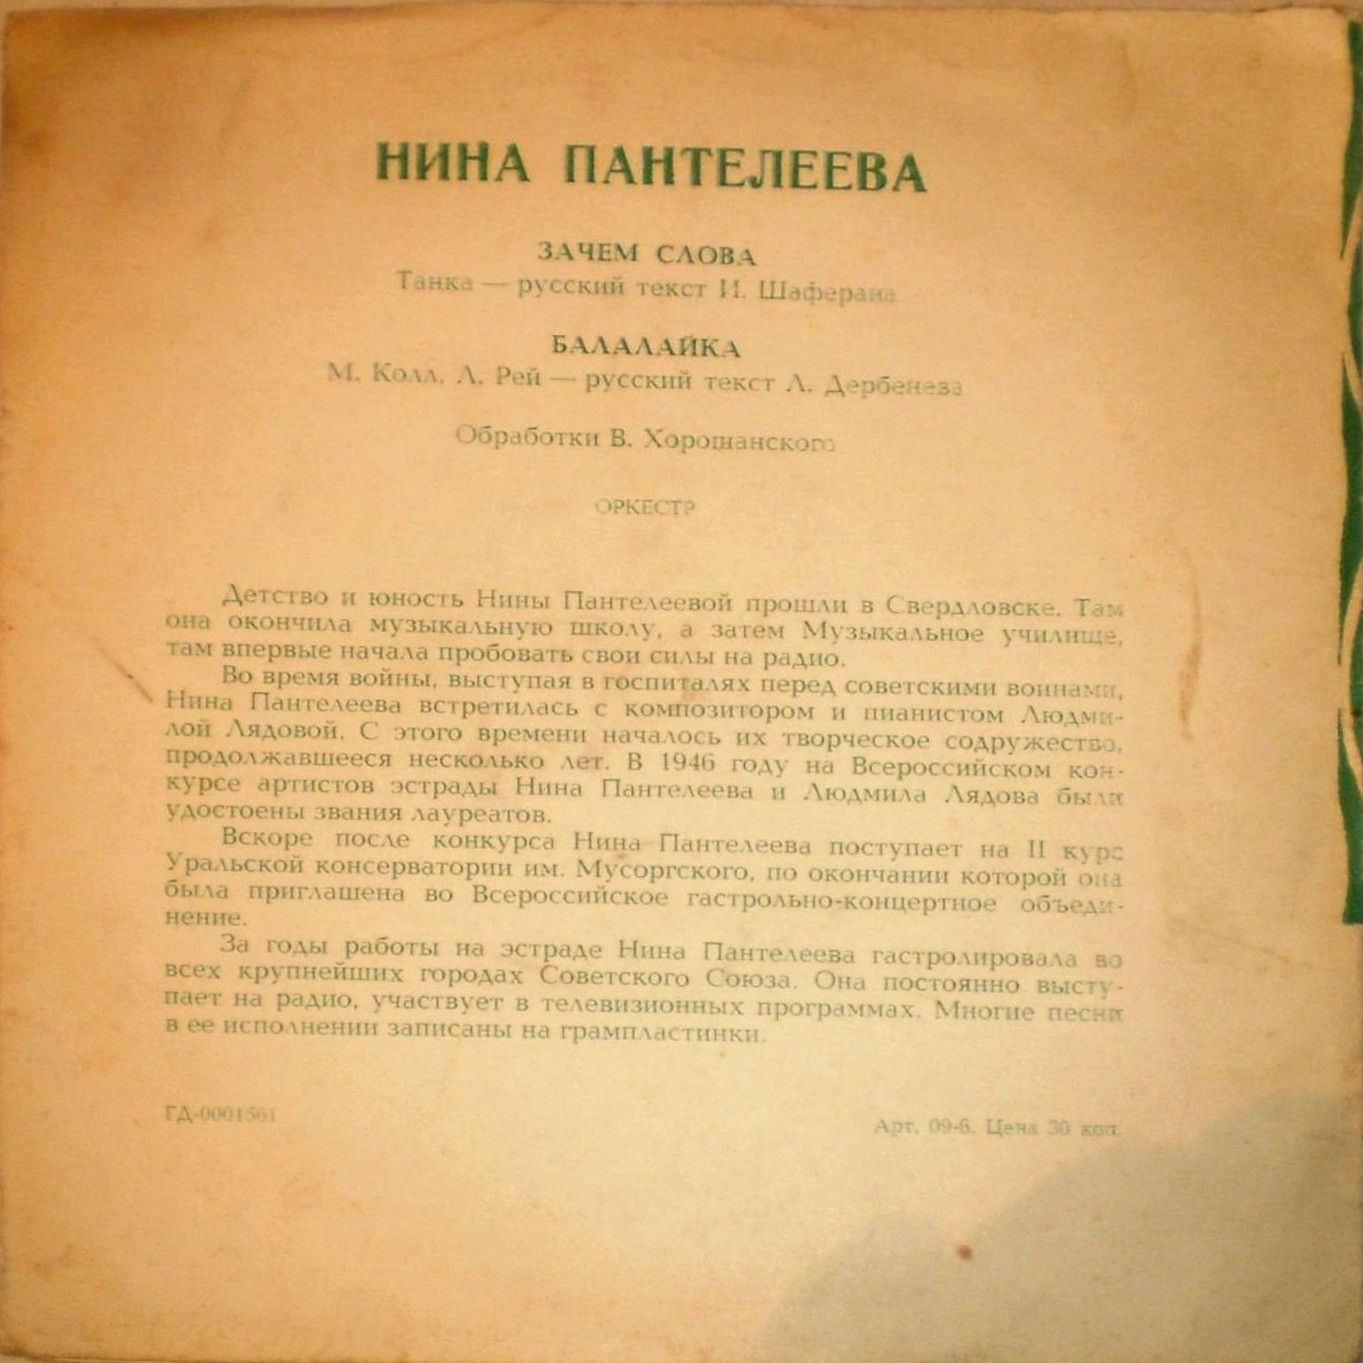 НИНА ПАНТЕЛЕЕВА
ЗАЧЕМ СЛОВА
Танка — русский текст И. Шаферана
БАЛАЛАЙКА
М. Колл, Л. Рей — русский текст Л. Дербенева
Обработки В. Хорошанского
ОРКЕСТР
Детство и юность Нины Пантелеевой прошли в Свердловске. Там
она окончила музыкальную школу, а затем Музыкальное училище,
там впервые начала пробовать свои силы на радио.
Во время войны, выступая в госпиталях перед советскими воинами,
Нина Пантелеева встретилась с композитором и пианистом Людми-
лой Лядовой. С этого времени началось их творческое содружество,
продолжавшееся несколько лет. В 1946 году на Всероссийском кон-
курсе артистов эстрады Нина Пантелеева и Людмила Лядова были
удостоены звания лауреатов.
Вскоре после конкурса Нина Пантелеева поступает на II курс
Уральской консерватории им. Мусоргского, по окончании которой она
была приглашена во Всероссийское гастрольно-концертное объеди-
нение.
За годы работы на эстраде Нина Пантелеева гастролировала во
всех крупнейших городах Советского Союза. Она постоянно высту-
пает на радио, участвует в телевизионных программах. Многие песни
в ее исполнении записаны на грампластинки.
ГД-0001561
Арт. 09-6. Цена 30 коп.